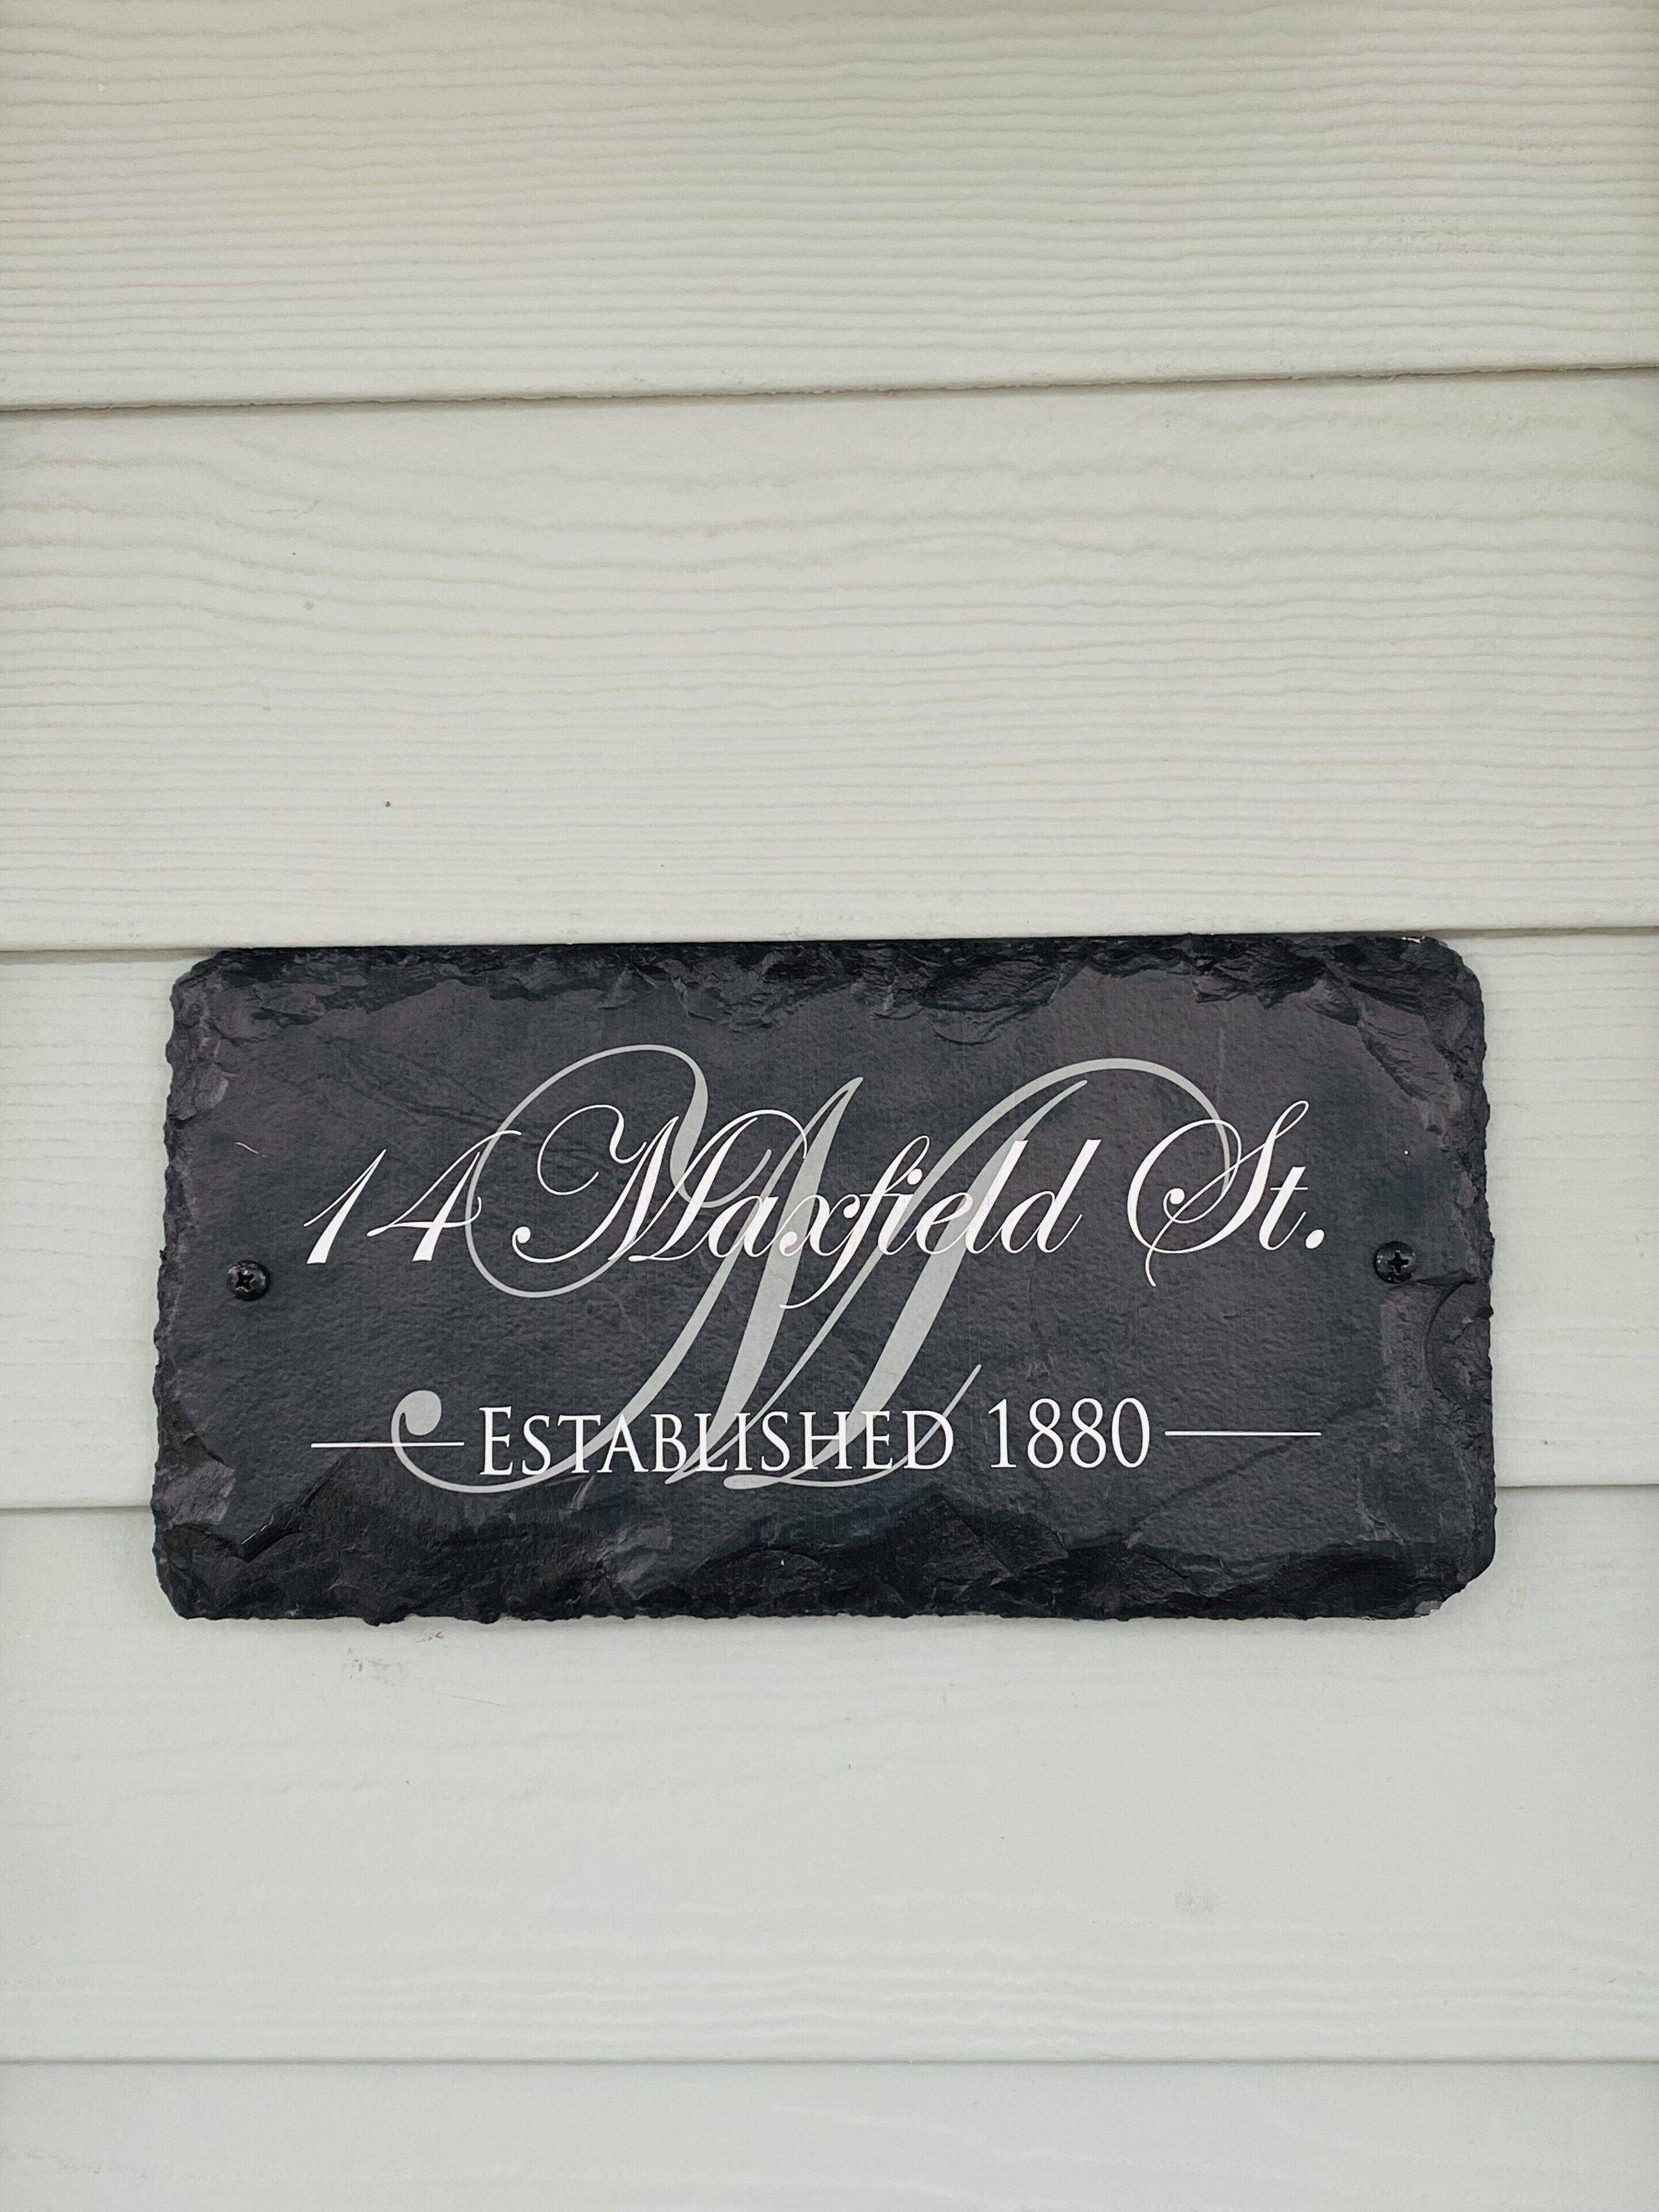 M
14 Maxfield St.
ESTABLISHED 1880